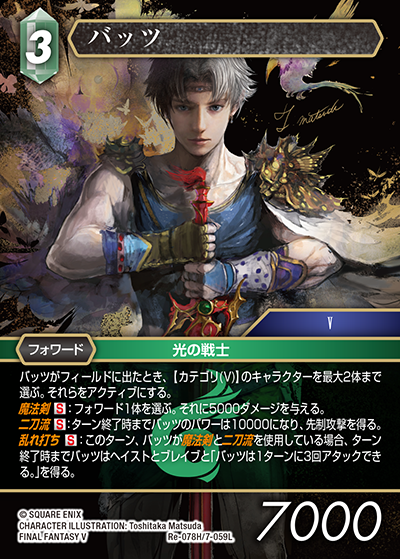 3
バッツ
T. Matsuda
V
フォワード
光の戦士
バッツがフィールドに出たとき、【カテゴリ(V)】のキャラクターを最大2体まで
選ぶ。それらをアクティブにする。
魔法剣 S：フォワード1体を選ぶ。それに5000ダメージを与える。
二刀流 S：ターン終了時までバッツのパワーは10000になり、先制攻撃を得る。
乱れ打ち S：このターン、バッツが魔法剣と二刀流を使用している場合、ターン
終了時までバッツはヘイストとブレイブと「バッツは1ターンに3回アタックでき
る。」を得る。
© SQUARE ENIX
CHARACTER ILLUSTRATION: Toshitaka Matsuda
FINAL FANTASY V
Re-078H/7-059L
7000